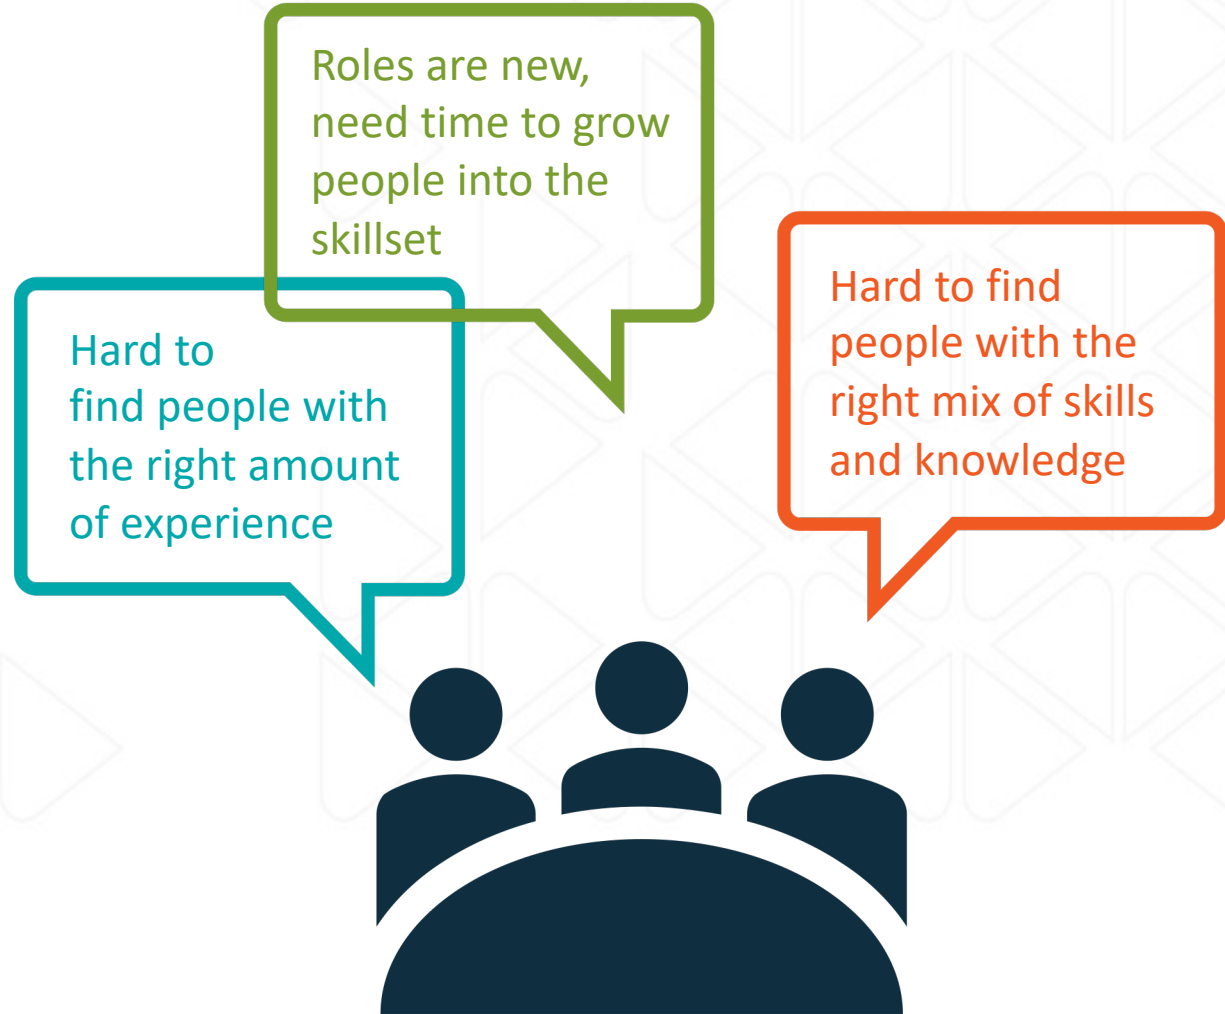 Roles are new,
need time to grow
people into the
skillset
Hard to
find people with
the right amount
of experience
Hard to find
people with the
right mix of skills
and knowledge